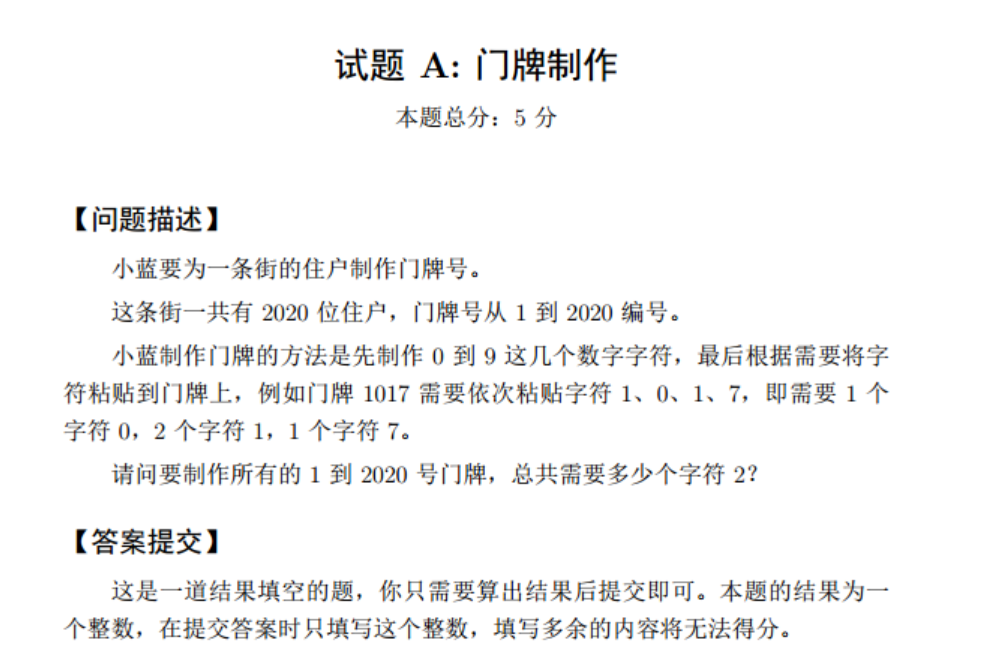 试题 A: 门牌制作
本题总分：5 分
【问题描述】
小蓝要为一条街的住户制作门牌号。
这条街一共有 2020 位住户，门牌号从 1 到 2020 编号。
小蓝制作门牌的方法是先制作 0 到 9 这几个数字字符，最后根据需要将字
符粘贴到门牌上，例如门牌 1017 需要依次粘贴字符 1、0、1、7，即需要 1 个
字符 0，2 个字符 1，1 个字符 7。
请问要制作所有的 1 到 2020 号门牌，总共需要多少个字符 2？
【答案提交】
这是一道结果填空的题，你只需要算出结果后提交即可。本题的结果为一
个整数，在提交答案时只填写这个整数，填写多余的内容将无法得分。